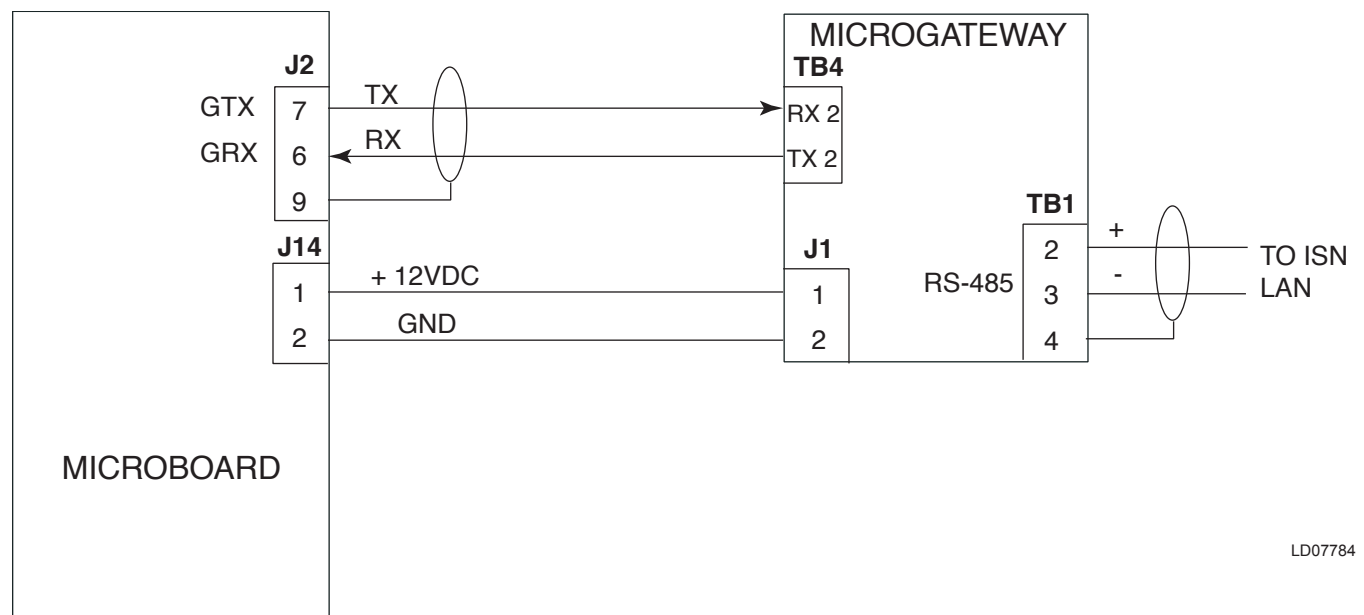 MICROGATEWAY
J2
TB4
GTX 7 TX RX 2
GRX 6 RX TX 2
9
TB1
J14
J1
+ 12VDC
1 1
GND
2 2
RS-485
2 +
3 -
4
TO ISN
LAN
MICROBOARD
LD07784